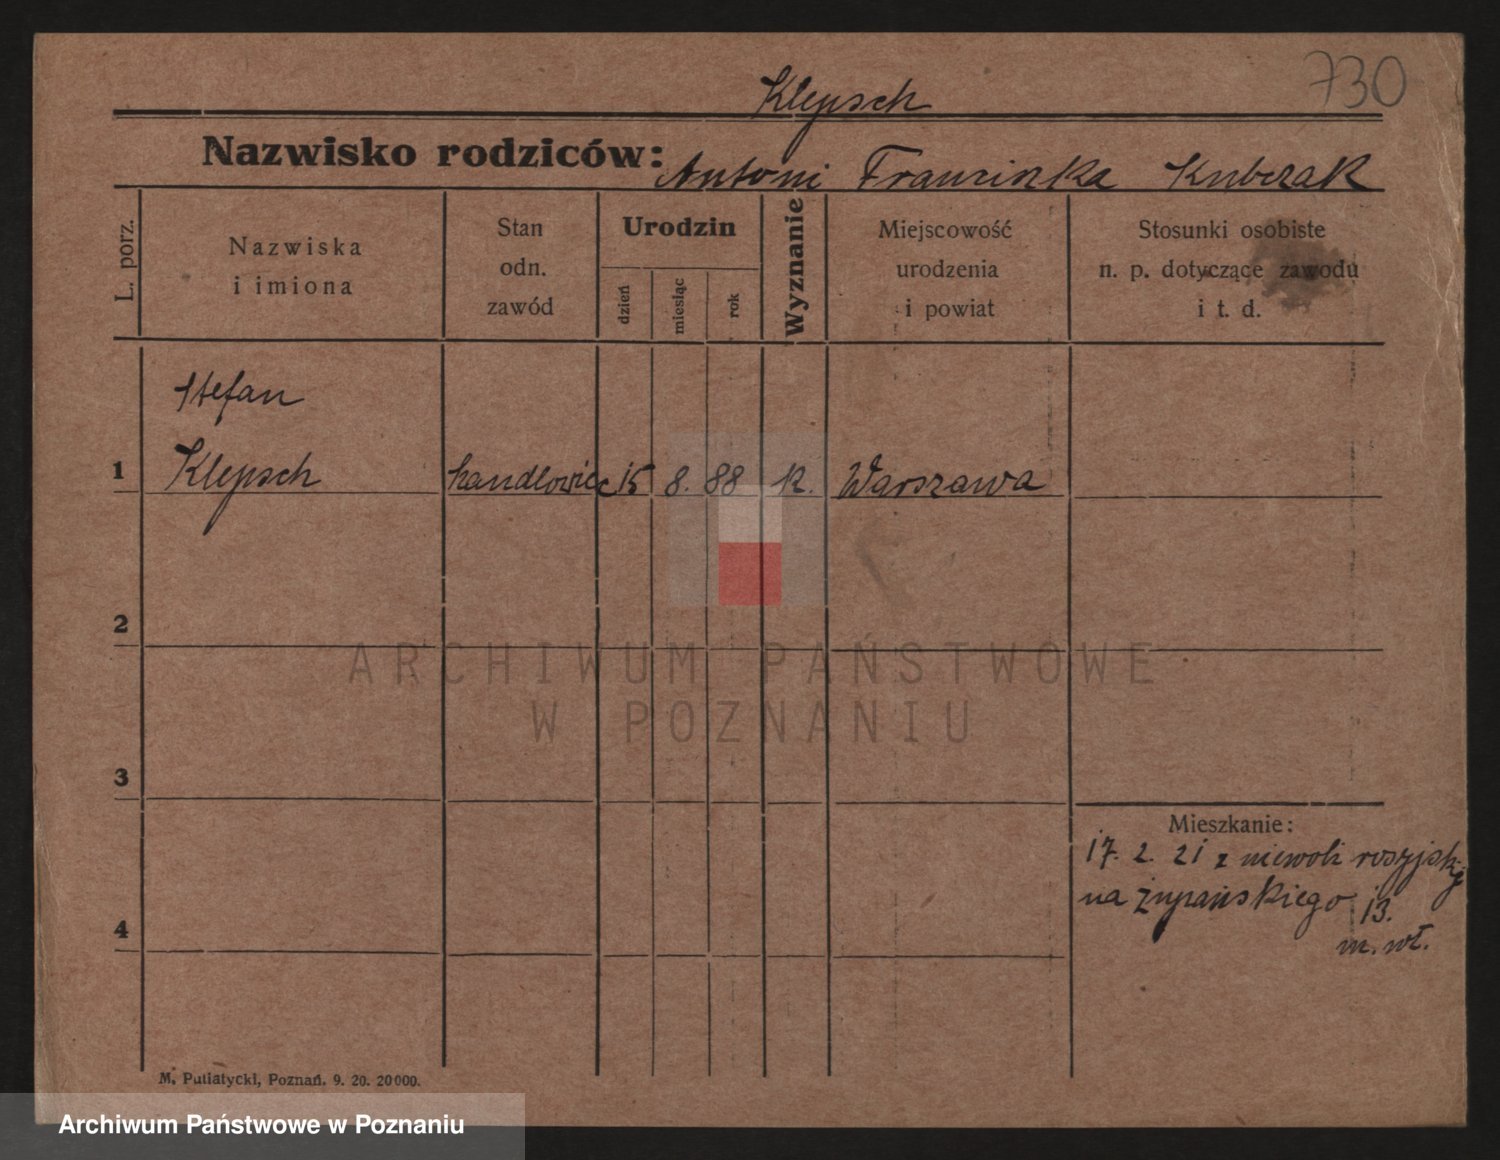 730
Klepsch
Nazwisko rodziców: Antoni Franciszka Kubczak
L. porz.
Nazwiska
i imiona
Stan
odn.
zawód
Urodzin
dzień
miesiąc
rok
Wyznanie
Miejscowość
urodzenia
i powiat
Stosunki osobiste
n. p. dotyczące zawodu
i t. d.
Stefan
1 Klepsch handlowiec 15 8. 88 k. Warszawa
2
3
4
Mieszkanie:
17. 2. 21 z niewoli rosyjskiej
na Żupańskiego 13.
m. wł.
M. Putiatycki, Poznań. 9. 20. 20000.
ARCHIWUM PAŃSTWOWE
W POZNANIU
Archiwum Państwowe w Poznaniu